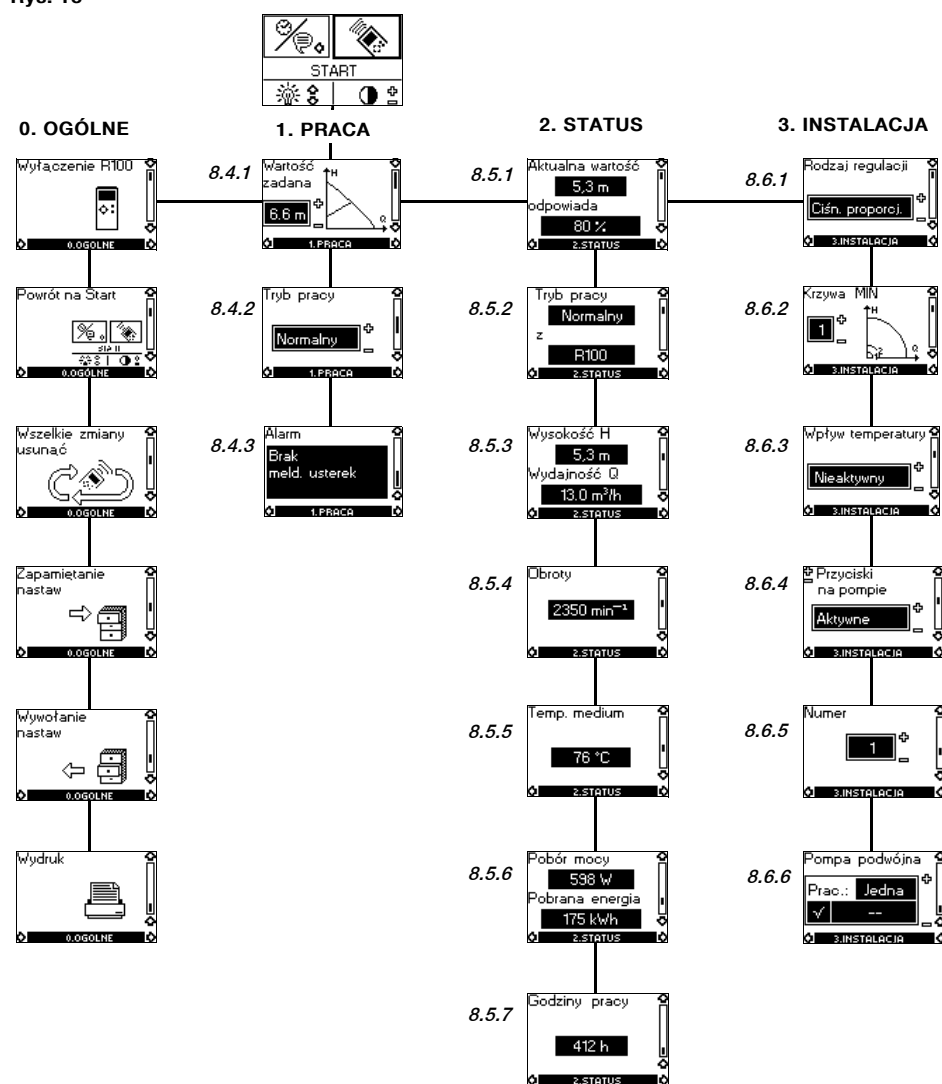 START
0. OGÓLNE
1. PRACA
2. STATUS
3. INSTALACJA
Wyłączenie R100
0.OGOLNE
8.4.1
Wartość
zadana
H
6.6 m
Q
1.PRACA
8.5.1
Aktualna wartość
5,3 m
odpowiada
80 %
2.STATUS
8.6.1
Rodzaj regulacji
Ciśn. proporcj.
3.INSTALACJA
Powrót na Start
0.OGÓLNE
8.4.2
Tryb pracy
Normalny
1.PRACA
8.5.2
Tryb pracy
Normalny
z
R100
2.STATUS
8.6.2
Krzywa MIN
H
1
Q
3.INSTALACJA
Wszelkie zmiany
usunąć
0.OGOLNE
8.4.3
Alarm
Brak
meld. usterek
1.PRACA
8.5.3
Wysokość H
5,3 m
Wydajność Q
13.0 m³/h
2.STATUS
8.6.3
Wpływ temperatury
Nieaktywny
3.INSTALACJA
Zapamiętanie
nastaw
0.OGOLNE
8.5.4
Obroty
2350 min⁻¹
2.STATUS
8.6.4
Przyciski
na pompie
Aktywne
3.INSTALACJA
Wywołanie
nastaw
0.OGOLNE
8.5.5
Temp. medium
76 °C
2.STATUS
8.6.5
Numer
1
3.INSTALACJA
Wydruk
0.OGOLNE
8.5.6
Pobór mocy
598 W
Pobrana energia
175 kWh
2.STATUS
8.6.6
Pompa podwójna
Prac.: Jedna
√ --
3.INSTALACJA
8.5.7
Godziny pracy
412 h
2.STATUS